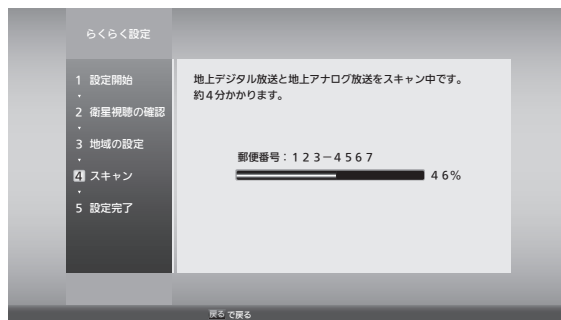 らくらく設定
1 設定開始
2 衛星視聴の確認
3 地域の設定
4 スキャン
5 設定完了
地上デジタル放送と地上アナログ放送をスキャン中です。
約4分かかります。
郵便番号:123-4567
46%
戻る で戻る